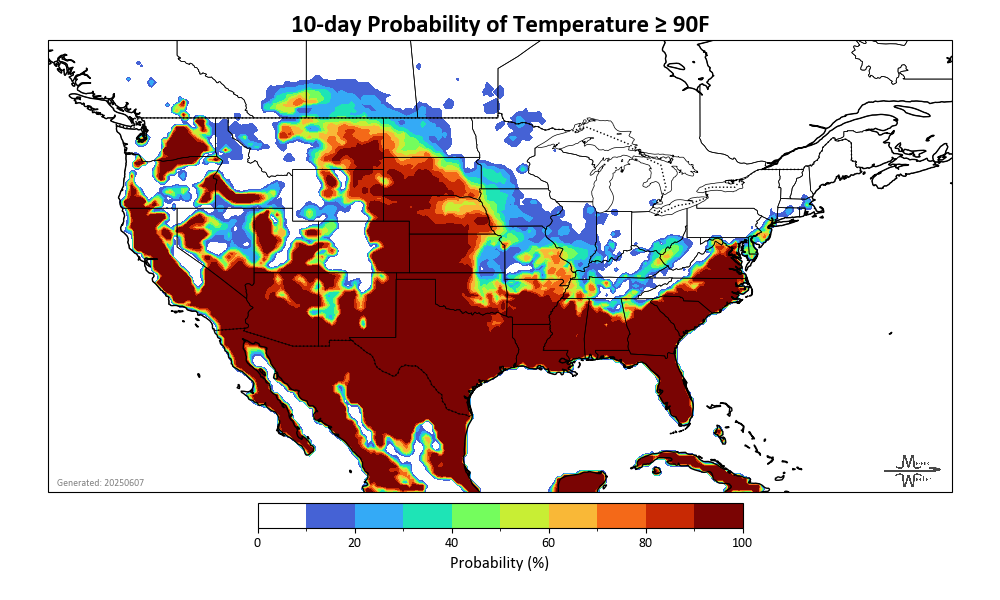 10-day Probability of Temperature ≥ 90F
Generated: 20250607
0 20 40 60 80 100
Probability (%)